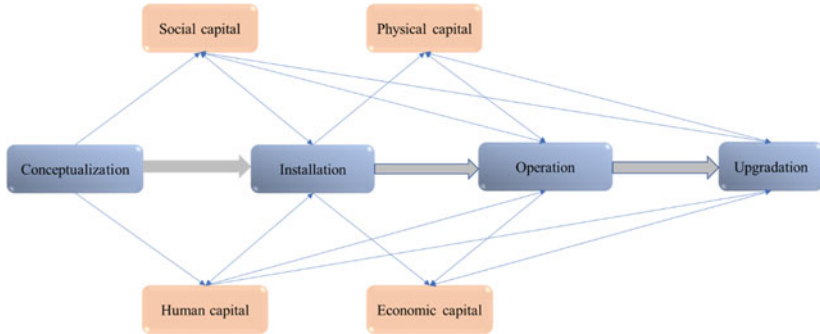 Social capital
Physical capital
Conceptualization
Installation
Operation
Upgradation
Human capital
Economic capital